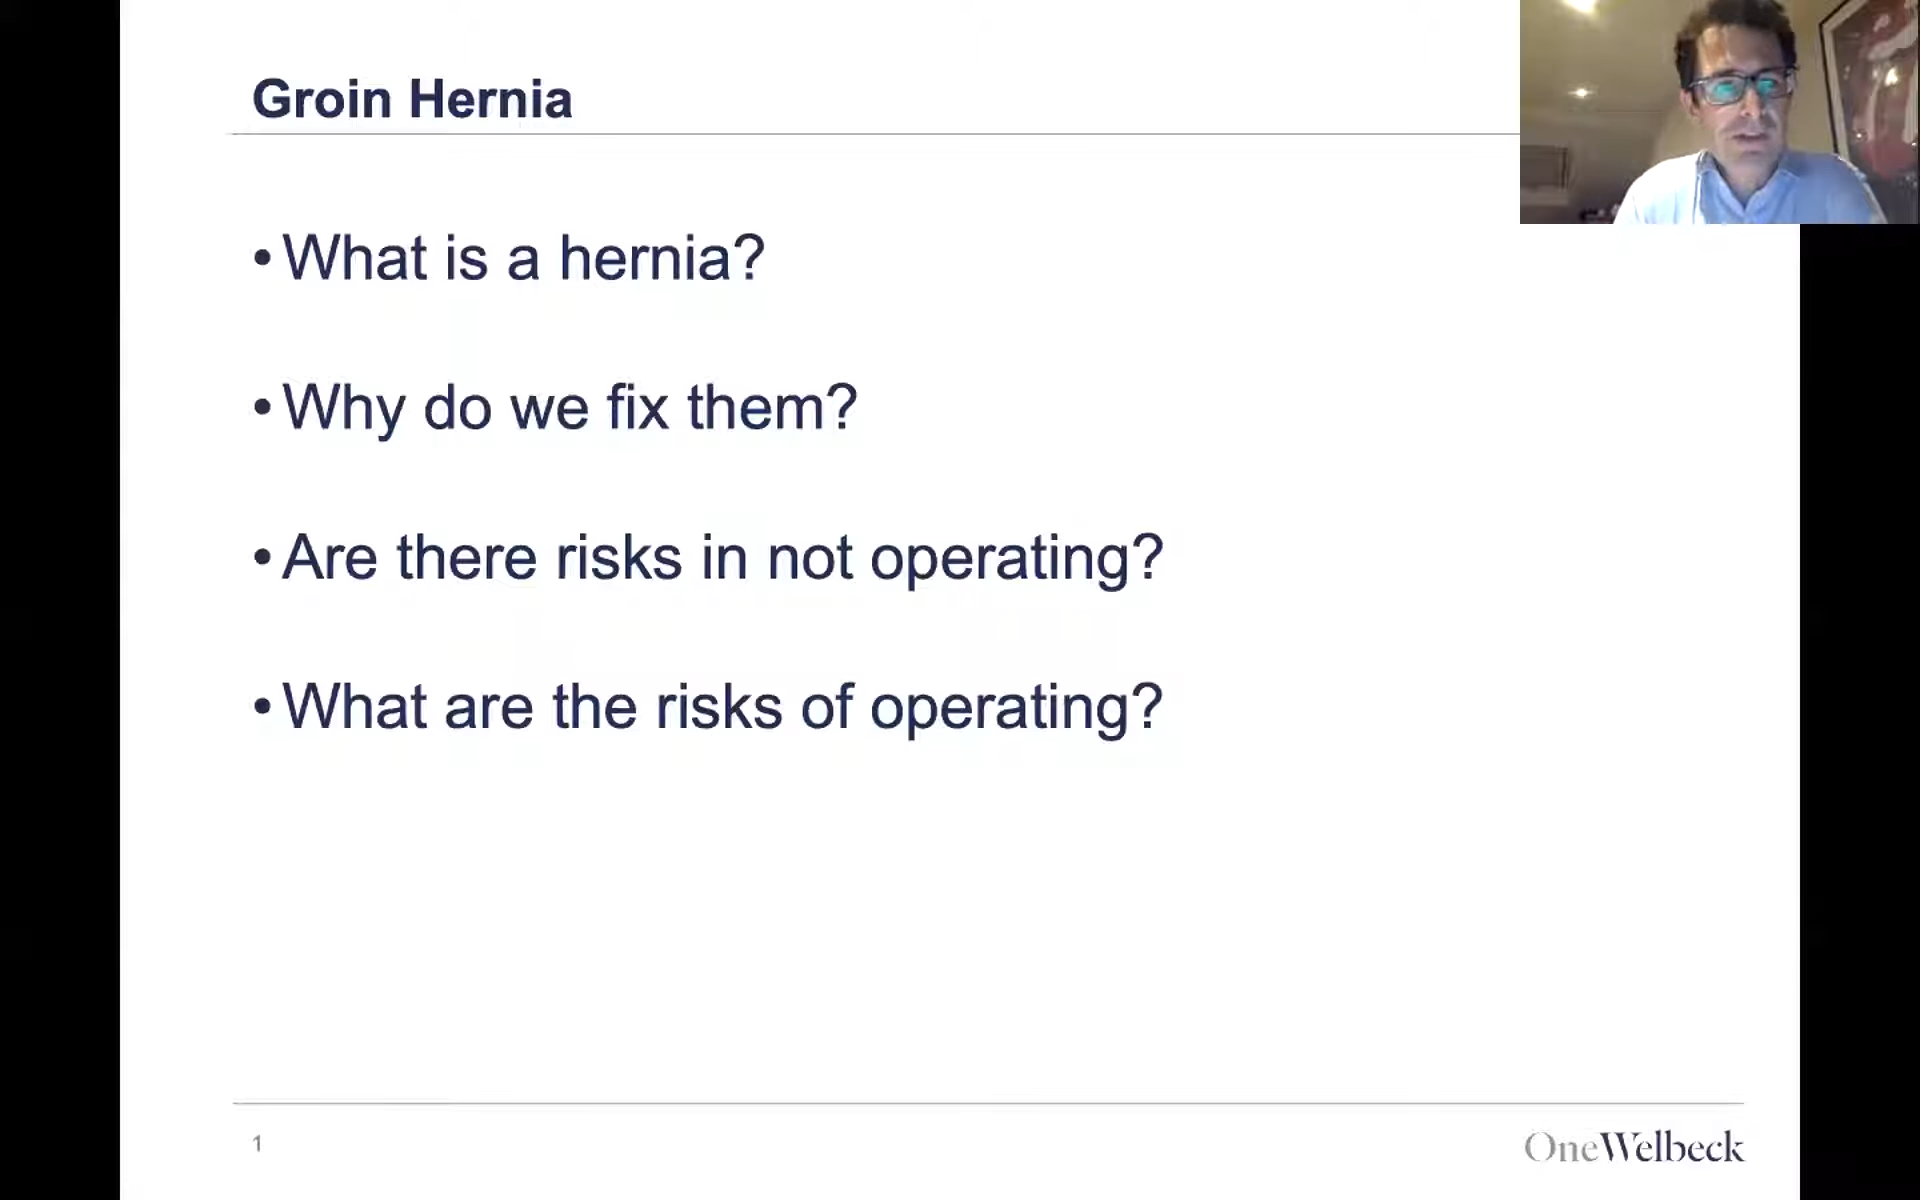 Groin Hernia
• What is a hernia?
• Why do we fix them?
• Are there risks in not operating?
• What are the risks of operating?
1
OneWelbeck